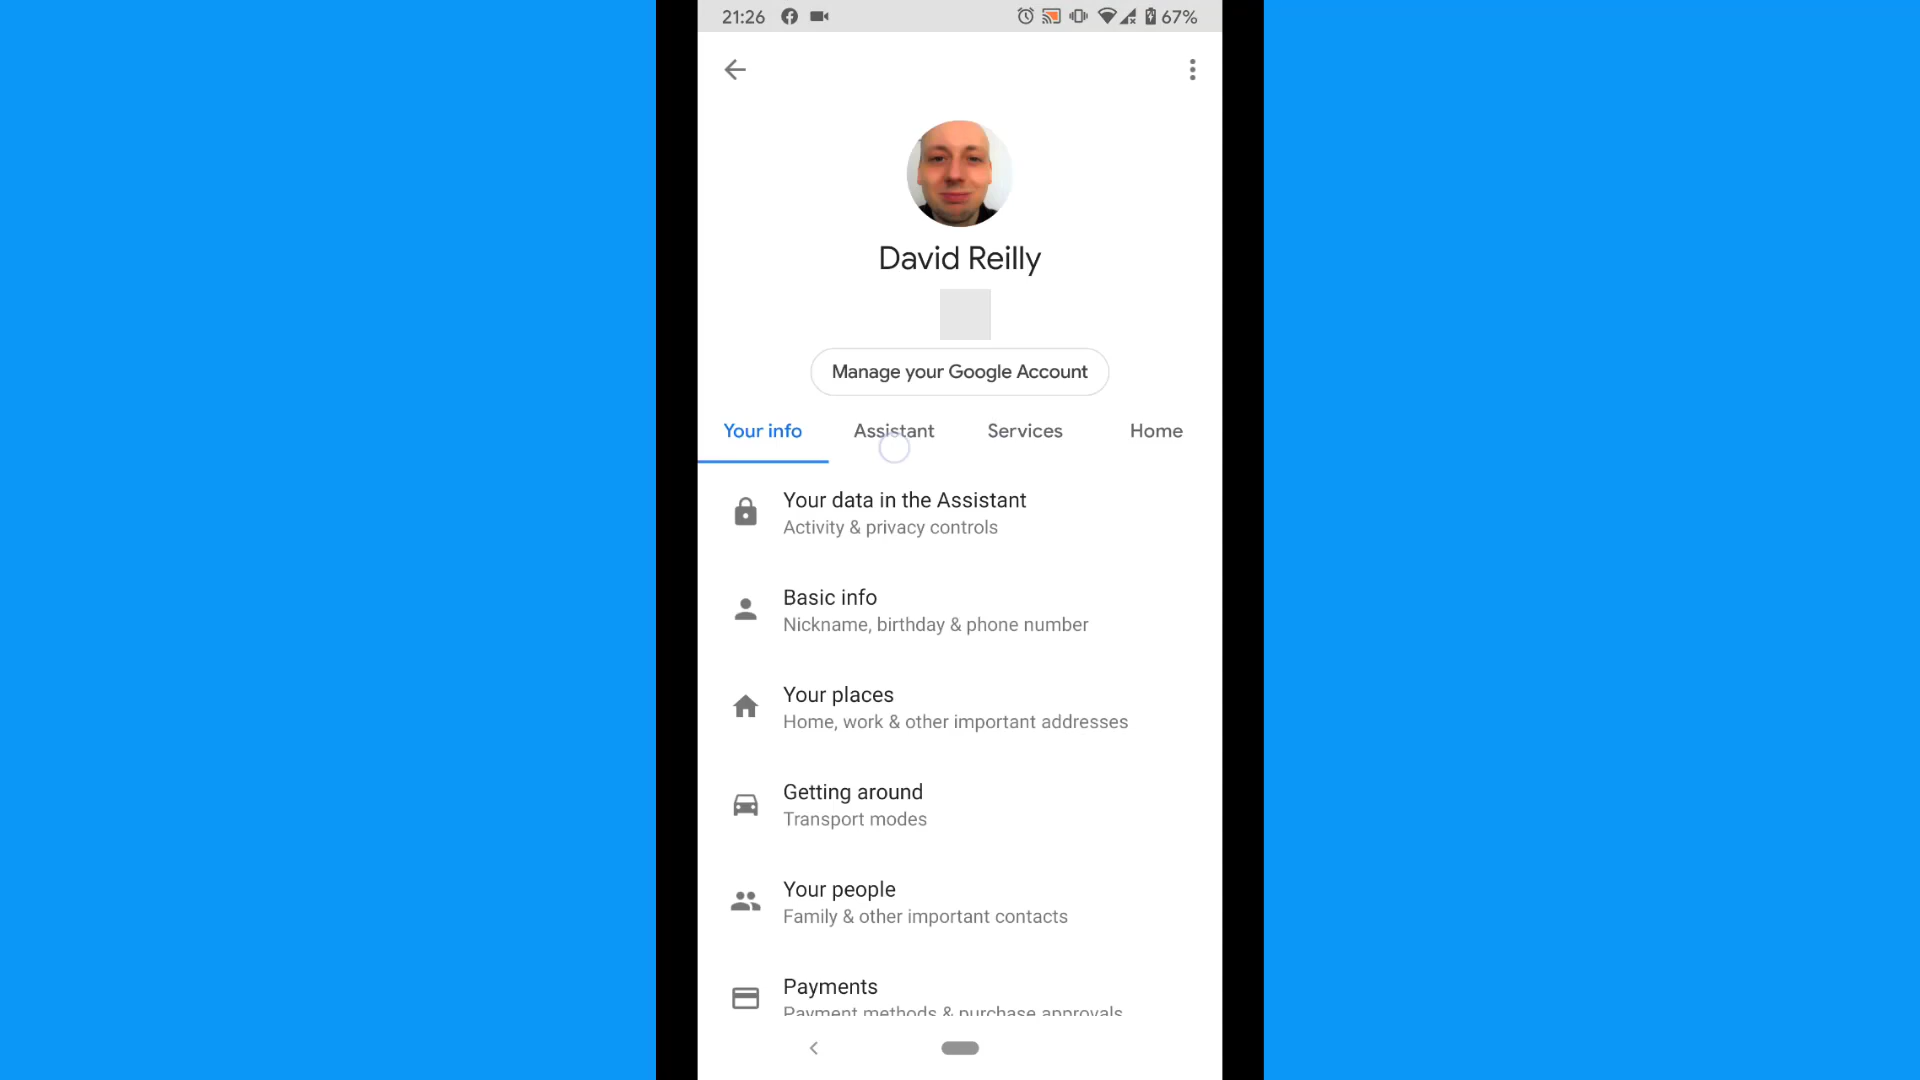 21:26 67%
David Reilly
Manage your Google Account
Your info Assistant Services Home
Your data in the Assistant
Activity & privacy controls
Basic info
Nickname, birthday & phone number
Your places
Home, work & other important addresses
Getting around
Transport modes
Your people
Family & other important contacts
Payments
Payment methods & purchase approvals